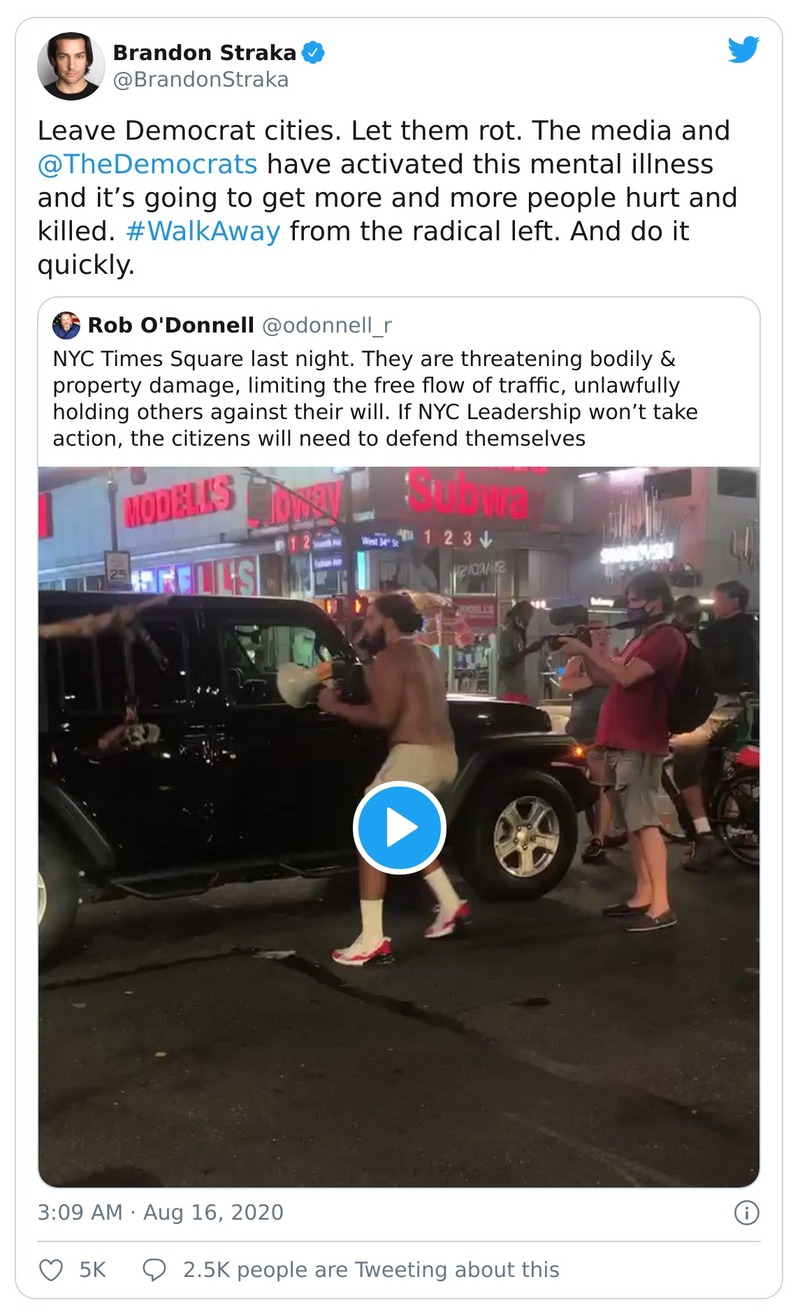 Brandon Straka
@BrandonStraka
Leave Democrat cities. Let them rot. The media and
@TheDemocrats have activated this mental illness
and it’s going to get more and more people hurt and
killed. #WalkAway from the radical left. And do it
quickly.
Rob O'Donnell @odonnell_r
NYC Times Square last night. They are threatening bodily &
property damage, limiting the free flow of traffic, unlawfully
holding others against their will. If NYC Leadership won’t take
action, the citizens will need to defend themselves
MODELL'S
Subwa
1 2
West 34th St
1 2 3
25
ELLS
SWAROVSKI
3:09 AM · Aug 16, 2020
5K
2.5K people are Tweeting about this